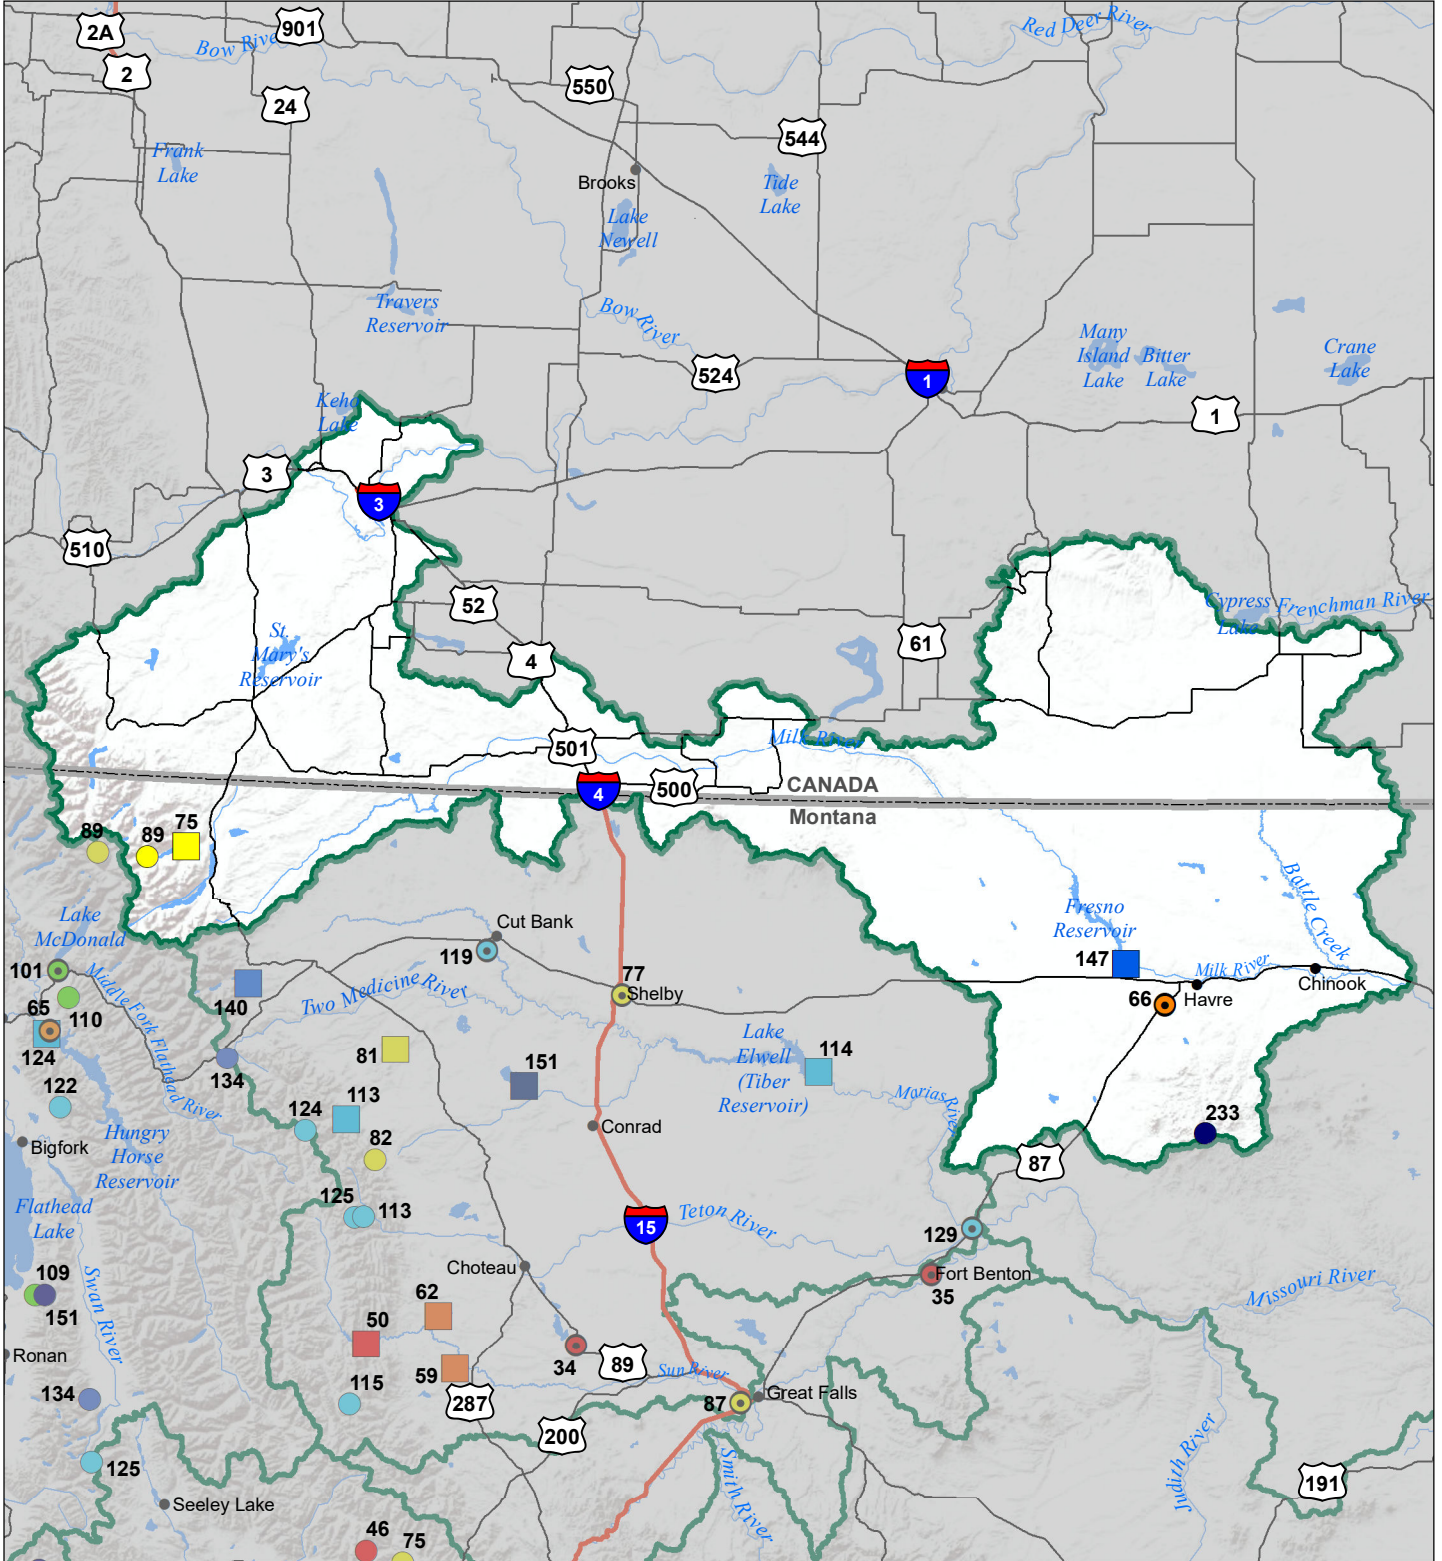 2A
901
Red Deer River
Bow River
2
550
24
544
Frank
Lake
Brooks
Tide
Lake
Lake
Newell
Travers
Reservoir
Bow River
Many
Island
Lake
Bitter
Lake
Crane
Lake
524
1
Keho
Lake
1
3
3
510
52
Cypress
Lake
Frenchman River
St.
Mary's
Reservoir
4
61
501
Milk River
4
500
CANADA
Montana
89
89
75
Battle Creek
Lake
McDonald
Fresno
Reservoir
Cut Bank
119
101
147
Milk River
Middle Fork Flathead River
140
Two Medicine River
77
Shelby
66
Havre
Chinook
65
110
124
Lake
Elwell
(Tiber
Reservoir)
114
81
151
134
122
113
Marias River
124
233
82
Conrad
Bigfork
Hungry
Horse
Reservoir
87
125
113
Flathead
Lake
15
Teton River
129
Choteau
Fort Benton
35
109
151
Swan River
62
Missouri River
50
34
89
Ronan
59
Sun River
134
115
287
87
Great Falls
200
125
Smith River
Judith River
191
Seeley Lake
46
75